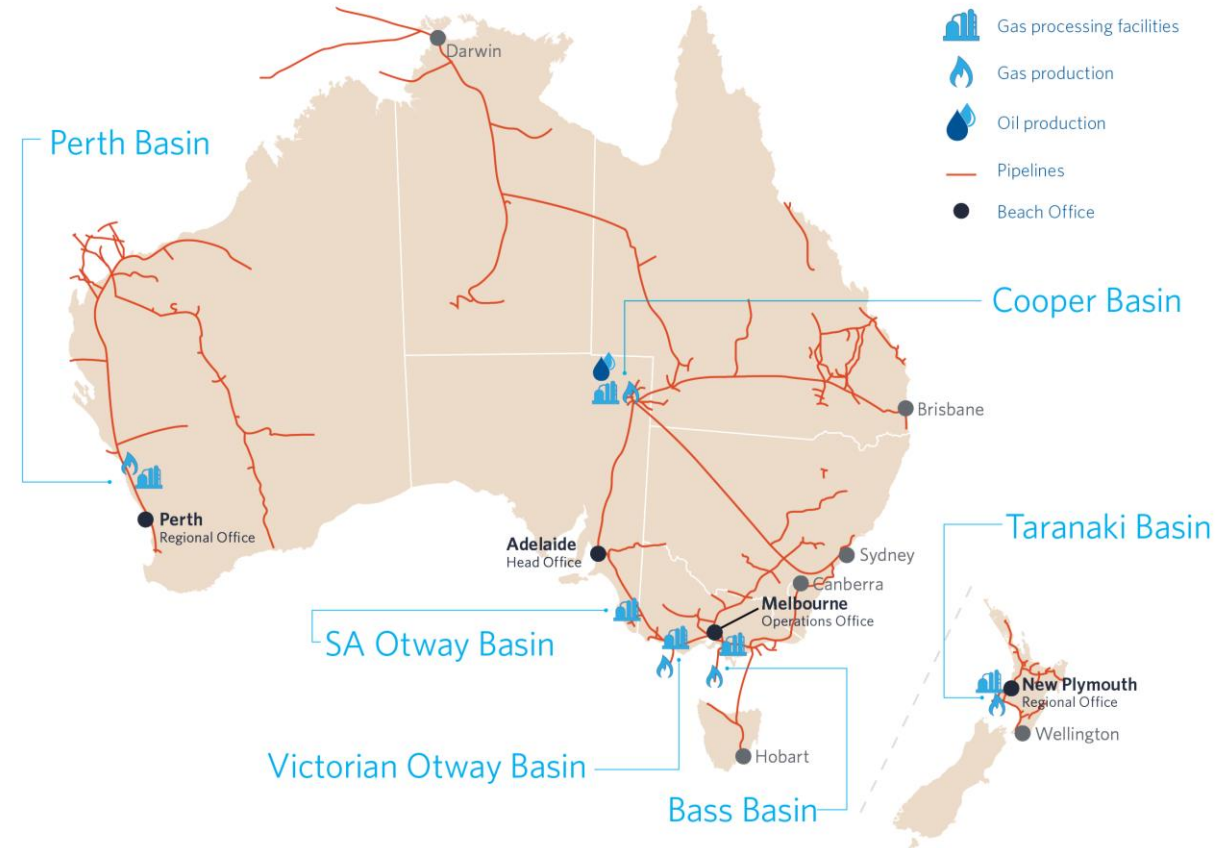 Gas processing facilities
Gas production
Oil production
Pipelines
Beach Office
Darwin
Perth Basin
Cooper Basin
Brisbane
Perth
Regional Office
Adelaide
Head Office
Sydney
Canberra
Melbourne
Operations Office
Taranaki Basin
SA Otway Basin
New Plymouth
Regional Office
Wellington
Victorian Otway Basin
Hobart
Bass Basin